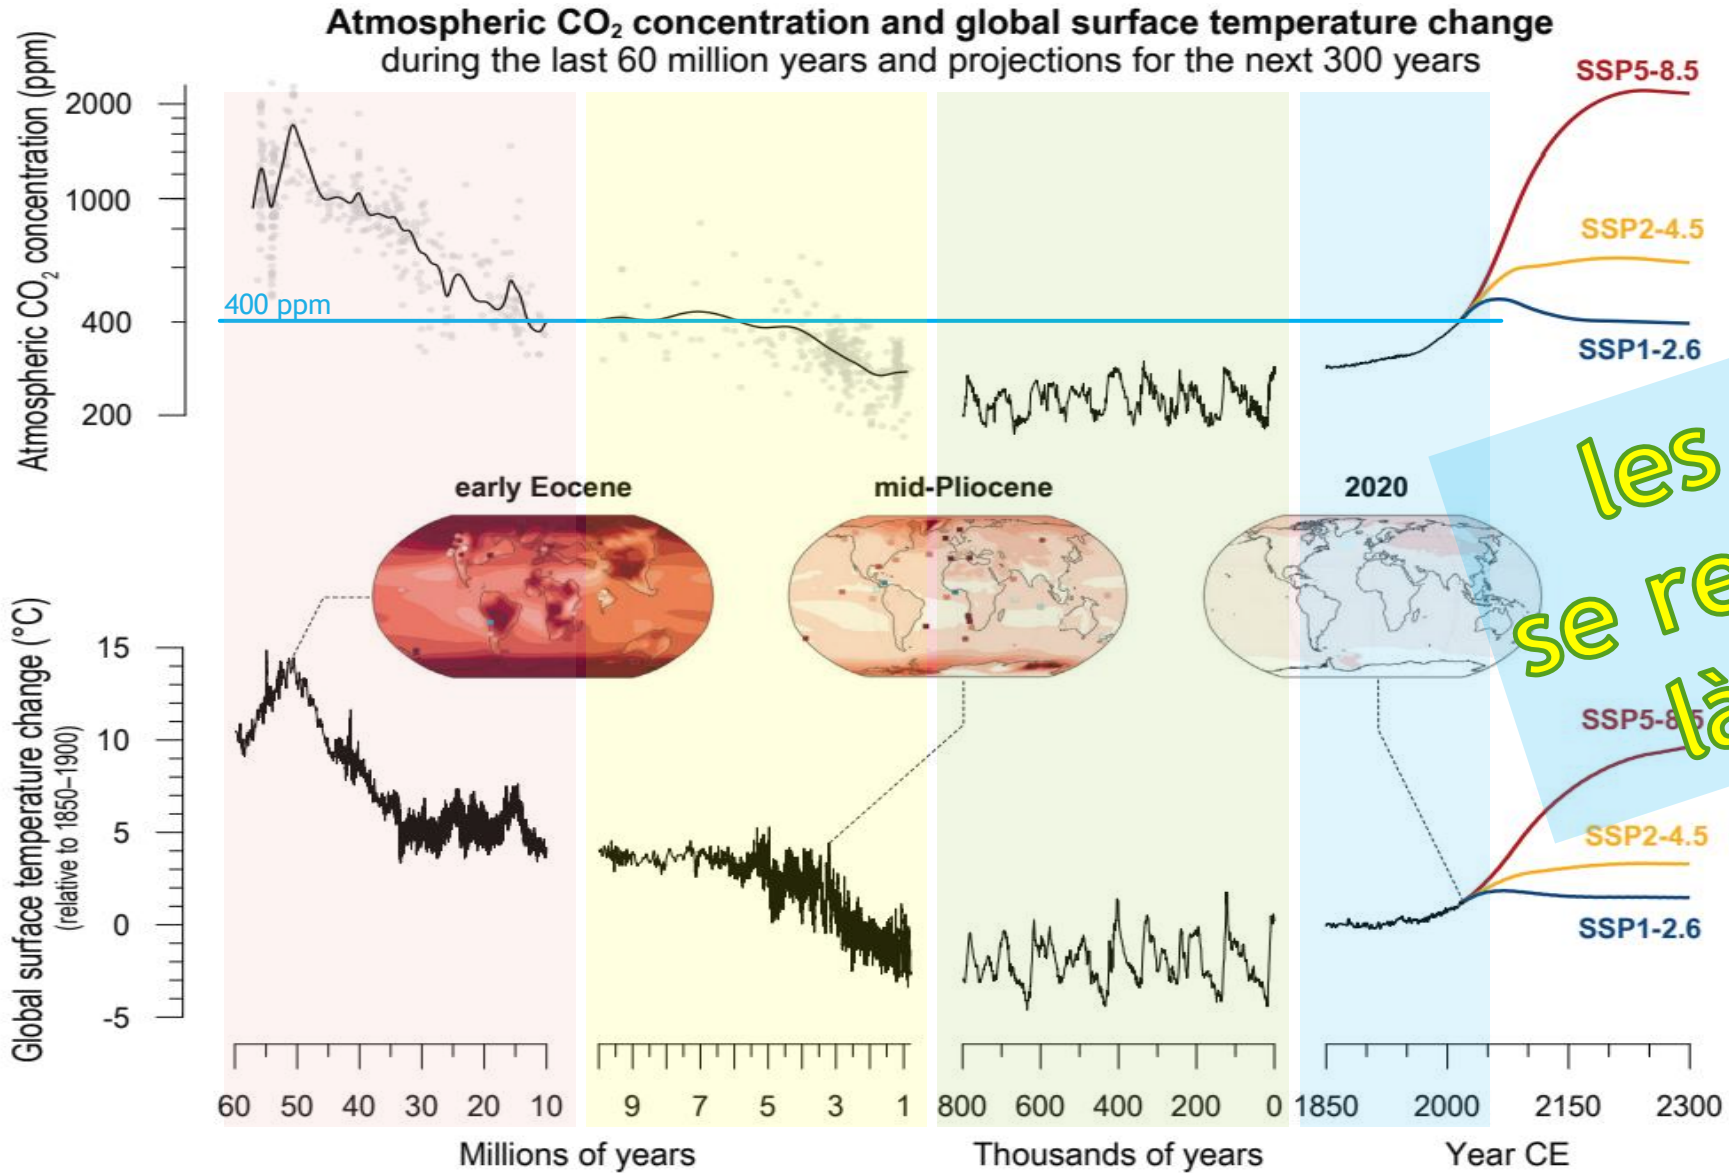 Atmospheric CO₂ concentration and global surface temperature change
during the last 60 million years and projections for the next 300 years
Atmospheric CO₂ concentration (ppm)
2000
1000
400
200
400 ppm
SSP5-8.5
SSP2-4.5
SSP1-2.6
early Eocene
mid-Pliocene
2020
les
se re
là
Global surface temperature change (°C)
(relative to 1850–1900)
15
10
5
0
-5
SSP5-8.5
SSP2-4.5
SSP1-2.6
60 50 40 30 20 10 9 7 5 3 1 800 600 400 200 0 1850 2000 2150 2300
Millions of years Thousands of years Year CE